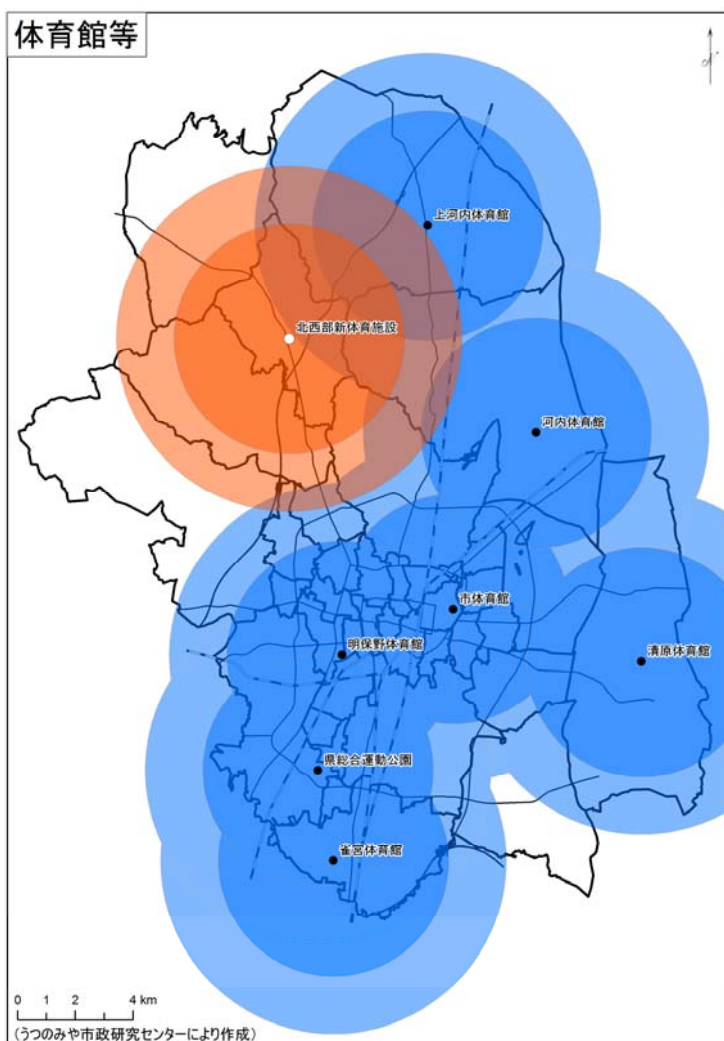 体育館等
N
上河内体育館
北西部新体育施設
河内体育館
市体育館
明保野体育館
清原体育館
県総合運動公園
雀宮体育館
0 1 2 4 km
(うつのみや市政研究センターにより作成)